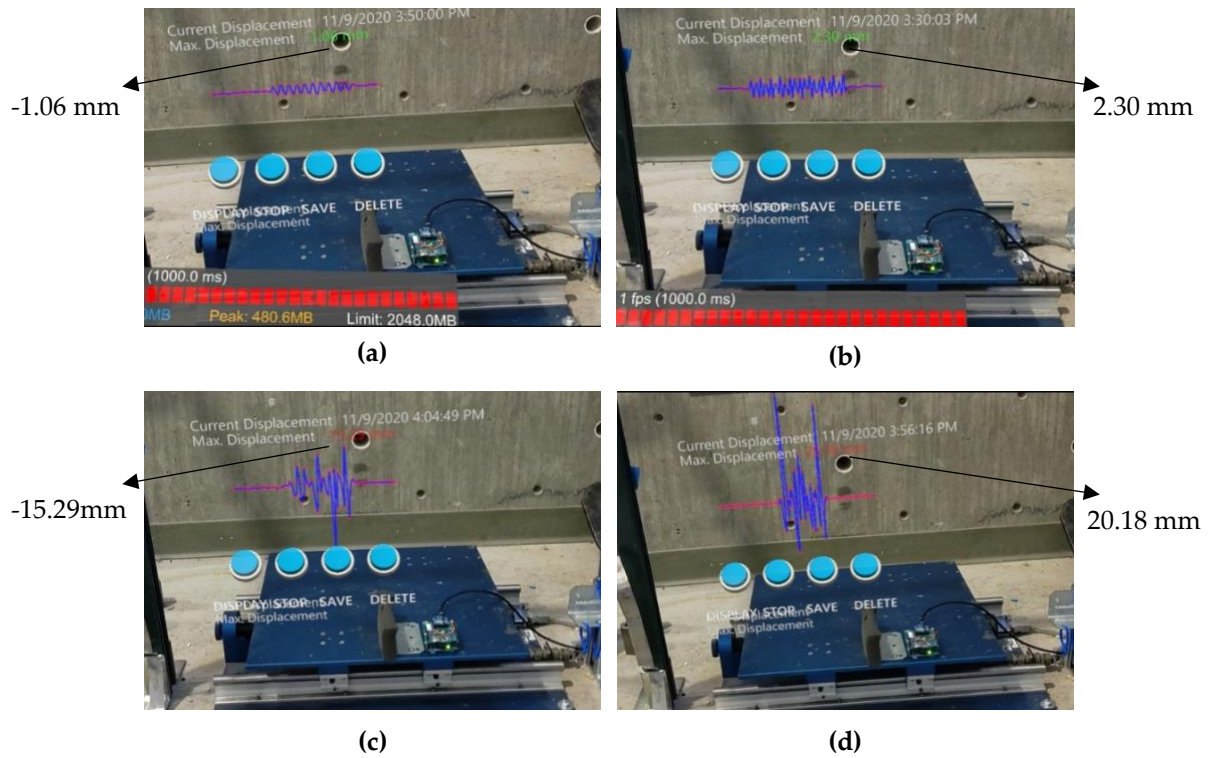 Current Displacement 11/9/2020 3:50:00 PM
Max. Displacement
-1.06 mm
DISPLAY STOP SAVE DELETE
Max. Displacement
(1000.0 ms)
0MB Peak: 480.6MB Limit: 2048.0MB
(a)
Current Displacement 11/9/2020 3:30:03 PM
Max. Displacement 2.30 mm
2.30 mm
DISPLAY STOP SAVE DELETE
Max. Displacement
1 fps (1000.0 ms)
(b)
Current Displacement 11/9/2020 4:04:49 PM
Max. Displacement
-15.29mm
DISPLAY STOP SAVE DELETE
Max. Displacement
(c)
Current Displacement 11/9/2020 3:56:16 PM
Max. Displacement
20.18 mm
DISPLAY STOP SAVE DELETE
Max. Displacement
(d)